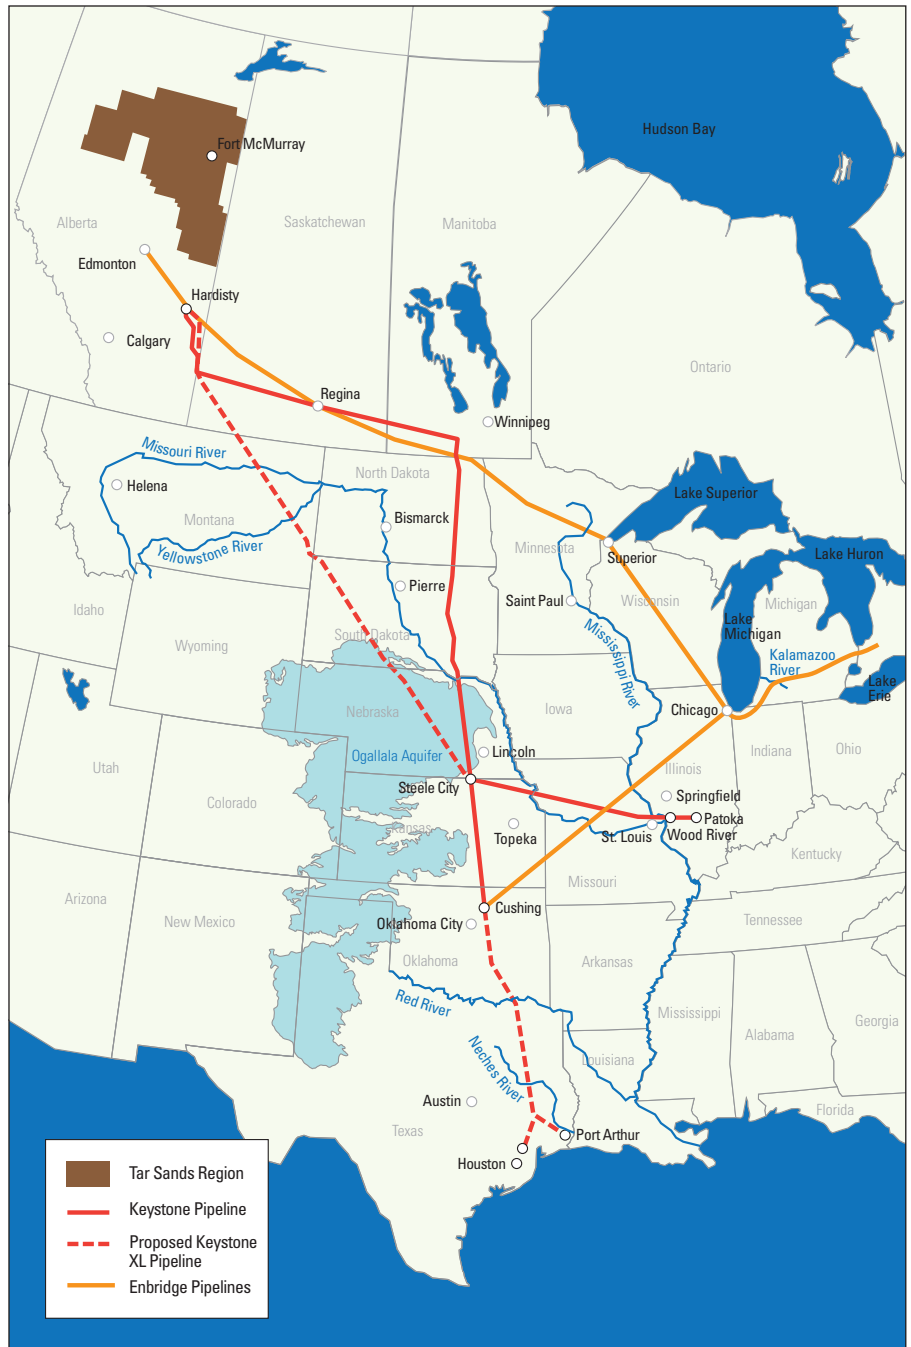 Hudson Bay
Fort McMurray
Alberta
Saskatchewan
Manitoba
Edmonton
Hardisty
Calgary
Ontario
Regina
Winnipeg
Missouri River
North Dakota
Helena
Lake Superior
Montana
Bismarck
Yellowstone River
Minnesota
Superior
Lake Huron
Pierre
Idaho
Saint Paul
Wisconsin
Michigan
Lake
Michigan
South Dakota
Wyoming
Mississippi River
Kalamazoo
River
Lake
Erie
Nebraska
Iowa
Chicago
Ogallala Aquifer
Lincoln
Indiana
Ohio
Utah
Illinois
Steele City
Springfield
Colorado
Kansas
Topeka
St. Louis
Patoka
Wood River
Kentucky
Missouri
Arizona
New Mexico
Cushing
Oklahoma City
Tennessee
Oklahoma
Arkansas
Red River
Mississippi
Alabama
Georgia
Neches River
Louisiana
Austin
Texas
Florida
Port Arthur
Houston
Tar Sands Region
Keystone Pipeline
Proposed Keystone
XL Pipeline
Enbridge Pipelines